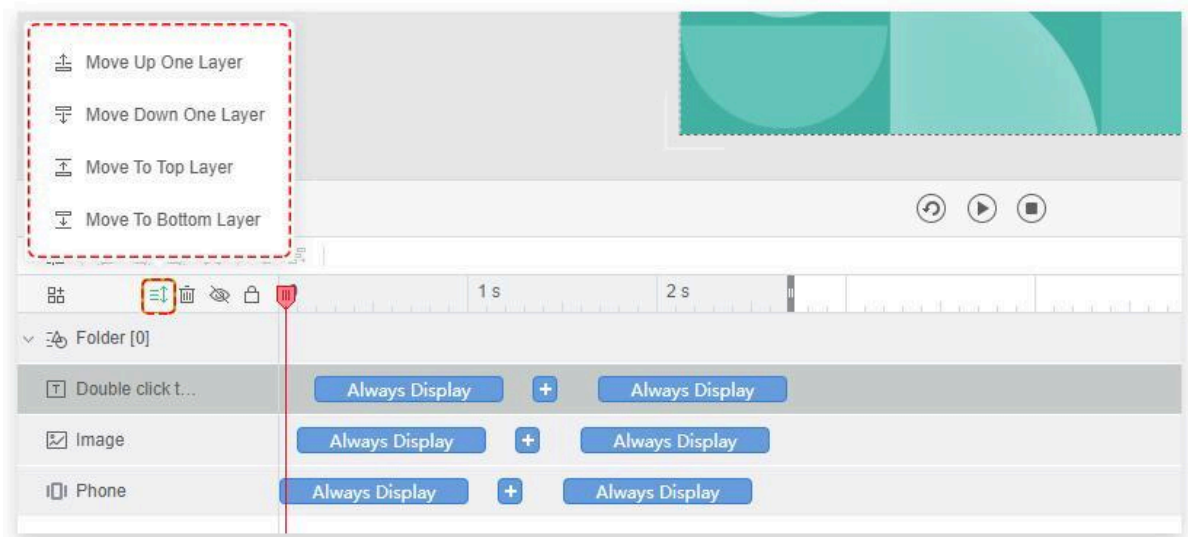 Move Up One Layer
Move Down One Layer
Move To Top Layer
Move To Bottom Layer
1 s
2 s
Folder [0]
T Double click t...
Always Display + Always Display
Image
Always Display + Always Display
Phone
Always Display + Always Display